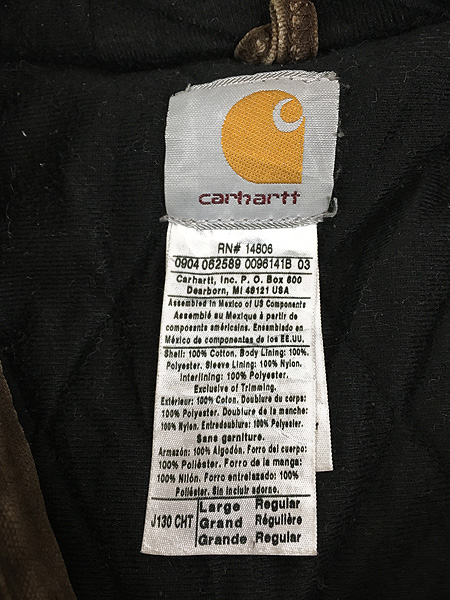 carhartt
RN# 14806
0904 062589 0096141B 03
Carhartt, Inc. P. O. Box 600
Dearborn, MI 48121 USA
Assembled in Mexico of US Components
Assemblé au Mexique à partir de
composants américains. Ensamblado en
México de componentes de los EE.UU.
Shell: 100% Cotton. Body Lining: 100%
Polyester. Sleeve Lining: 100% Nylon.
Interlining: 100% Polyester.
Exclusive of Trimming.
Extérieur: 100% Coton. Doublure du corps:
100% Polyester. Doublure de la manche:
100% Nylon. Entredoublure: 100% Polyester.
Sans garniture.
Armazón: 100% Algodón. Forro del cuerpo:
100% Poliéster. Forro de la manga:
100% Nilón. Forro entretelado: 100%
Poliéster. Sin incluir adorno.
J130 CHT Large Regular
Grand Régulière
Grande Regular